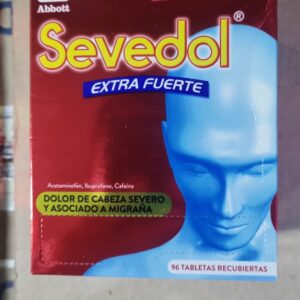 Abbott
Sevedol®
EXTRA FUERTE
Acetaminofén, Ibuprofeno, Cafeína
DOLOR DE CABEZA SEVERO
Y ASOCIADO A MIGRAÑA
96 TABLETAS RECUBIERTAS